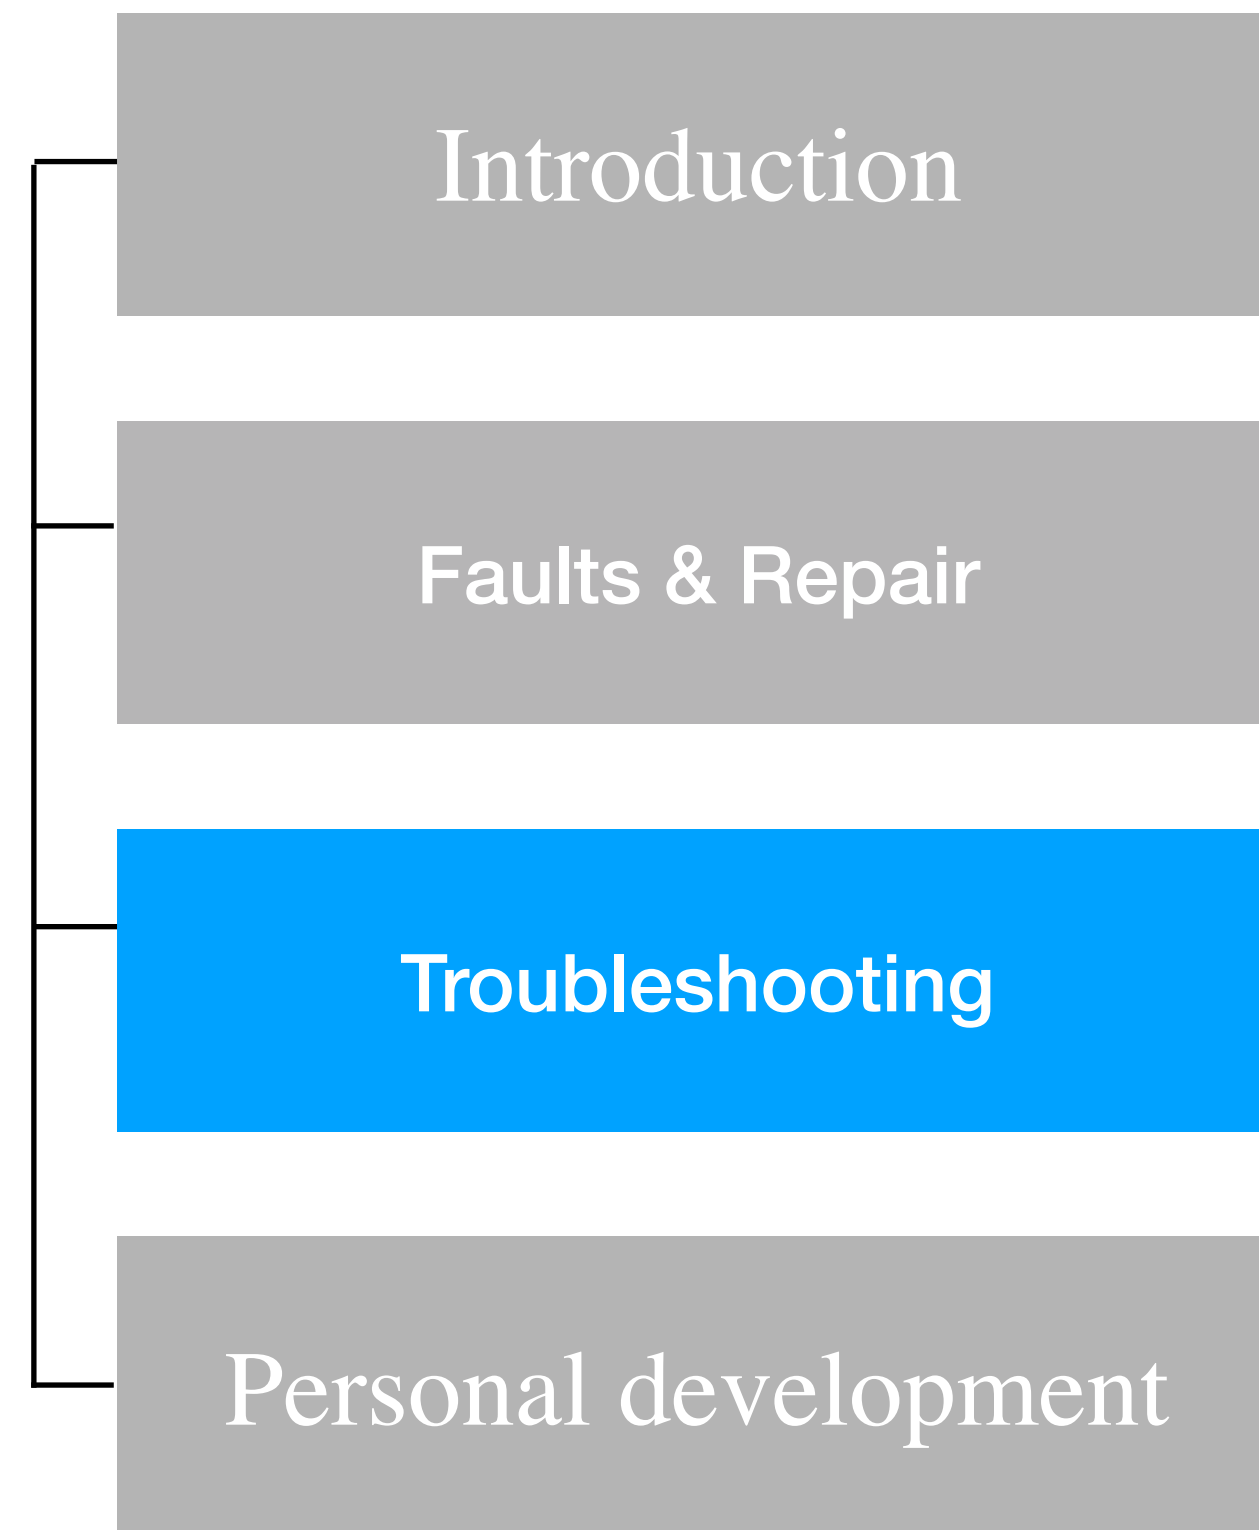 Introduction
Faults & Repair
Troubleshooting
Personal development